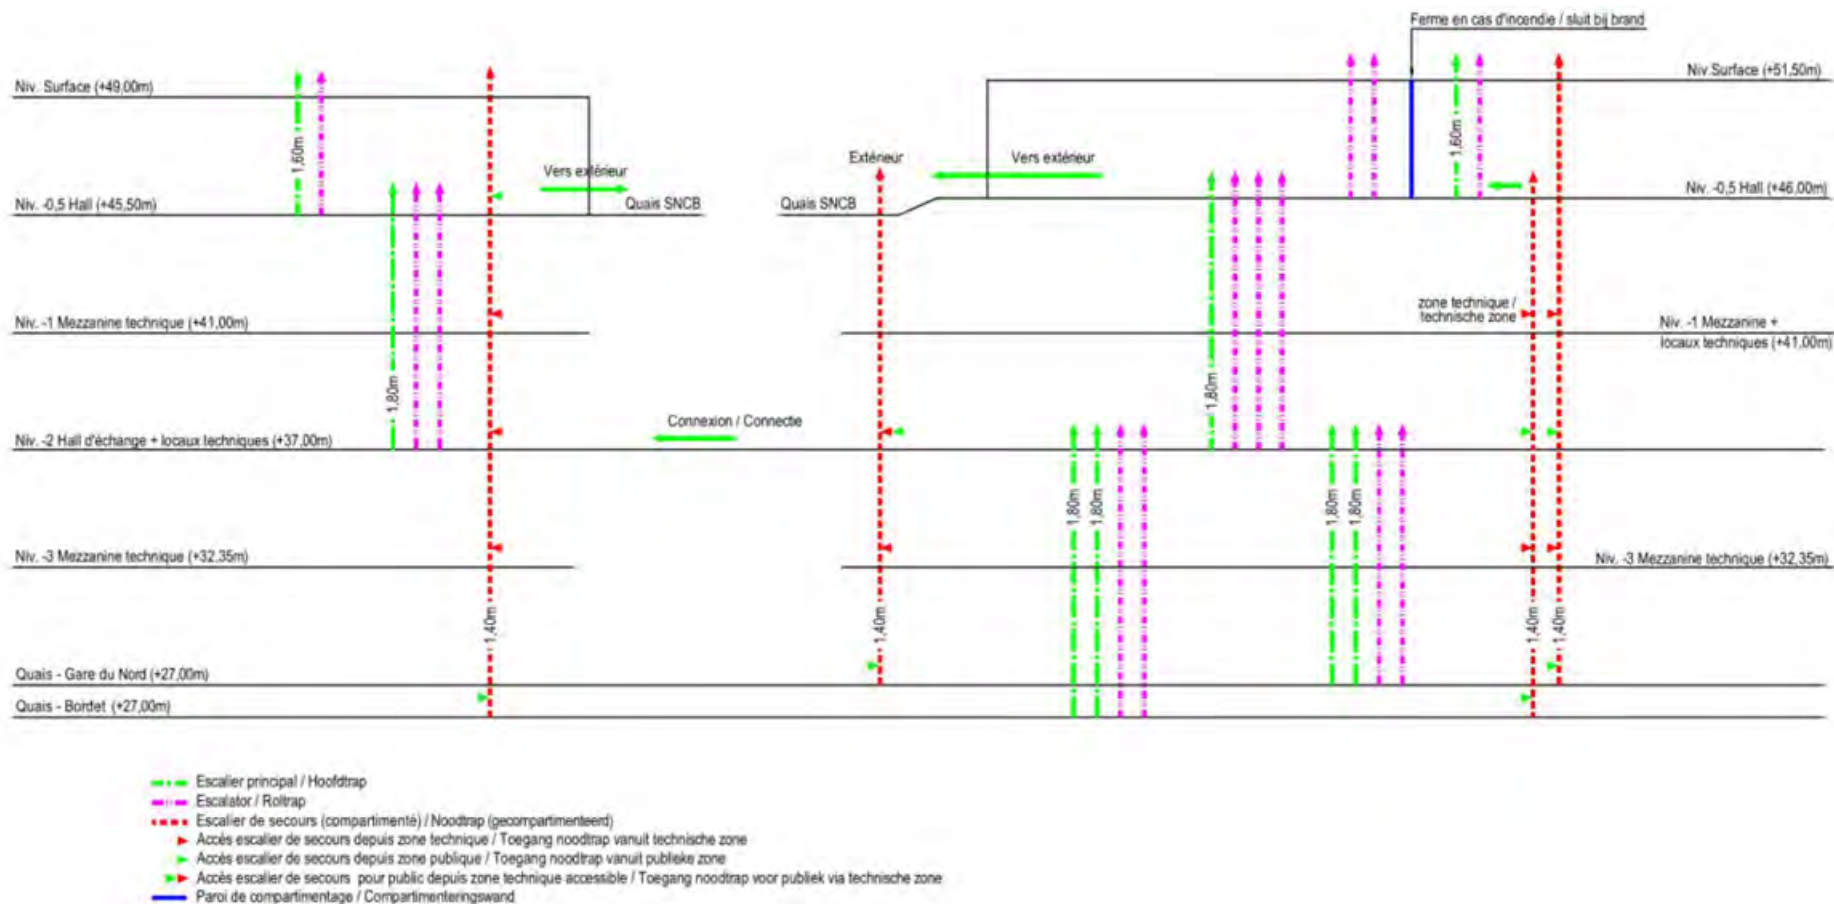 Ferme en cas d'incendie / sluit bij brand
Niv. Surface (+49,00m)
Niv.Surface (+51,50m)
1,60m
1,60m
Vers extérieur
Extérieur
Vers extérieur
Niv. -0,5 Hall (+45,50m)
Quais SNCB
Quais SNCB
Niv. -0,5 Hall (+46,00m)
zone technique /
technische zone
Niv. -1 Mezzanine technique (+41,00m)
Niv. -1 Mezzanine +
locaux techniques (+41,00m)
1,80m
1,80m
Connexion / Connectie
Niv. -2 Hall d'échange + locaux techniques (+37,00m)
1,80m
1,80m
1,80m
1,80m
Niv. -3 Mezzanine technique (+32,35m)
Niv. -3 Mezzanine technique (+32,35m)
1,40m
1,40m
1,40m
1,40m
Quais - Gare du Nord (+27,00m)
Quais - Bordet (+27,00m)
Escalier principal / Hoofdtrap
Escalator / Roltrap
Escalier de secours (compartimenté) / Noodtrap (gecompartimenteerd)
Accès escalier de secours depuis zone technique / Toegang noodtrap vanuit technische zone
Accès escalier de secours depuis zone publique / Toegang noodtrap vanuit publieke zone
Accès escalier de secours pour public depuis zone technique accessible / Toegang noodtrap voor publiek via technische zone
Paroi de compartimentage / Compartimenteringswand